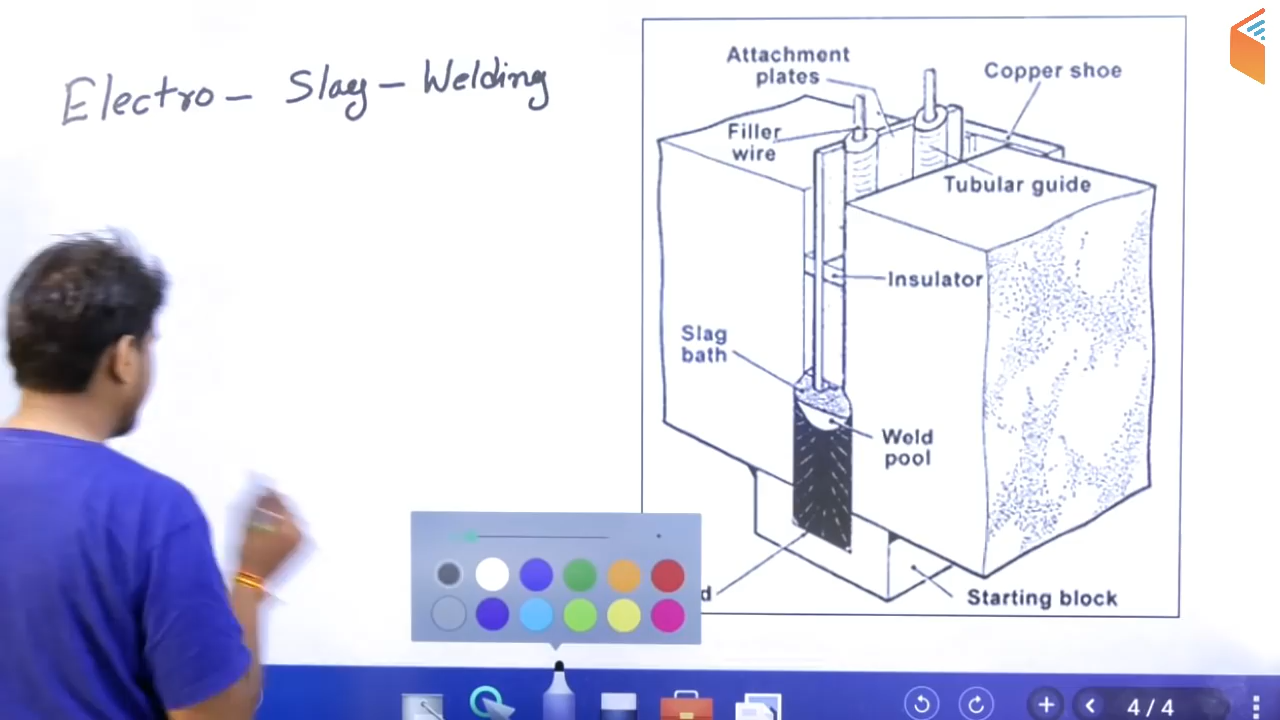 Electro - Slag - Welding
Attachment
plates
Copper shoe
Filler
wire
Tubular guide
Insulator
Slag
bath
Weld
pool
d
Starting block
4 / 4